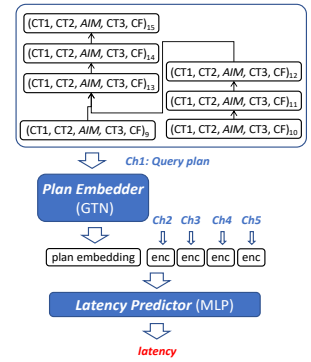 (CT1, CT2, AIM, CT3, CF)15
(CT1, CT2, AIM, CT3, CF)14
(CT1, CT2, AIM, CT3, CF)13
(CT1, CT2, AIM, CT3, CF)12
(CT1, CT2, AIM, CT3, CF)11
(CT1, CT2, AIM, CT3, CF)9
(CT1, CT2, AIM, CT3, CF)10
Ch1: Query plan
Plan Embedder
(GTN)
Ch2 Ch3 Ch4 Ch5
plan embedding enc enc enc enc
Latency Predictor (MLP)
latency